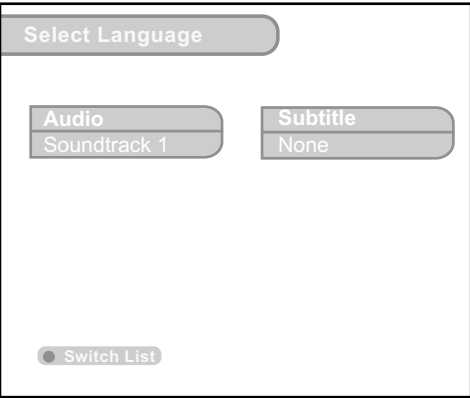 Select Language
Audio
Soundtrack 1
Subtitle
None
Switch List